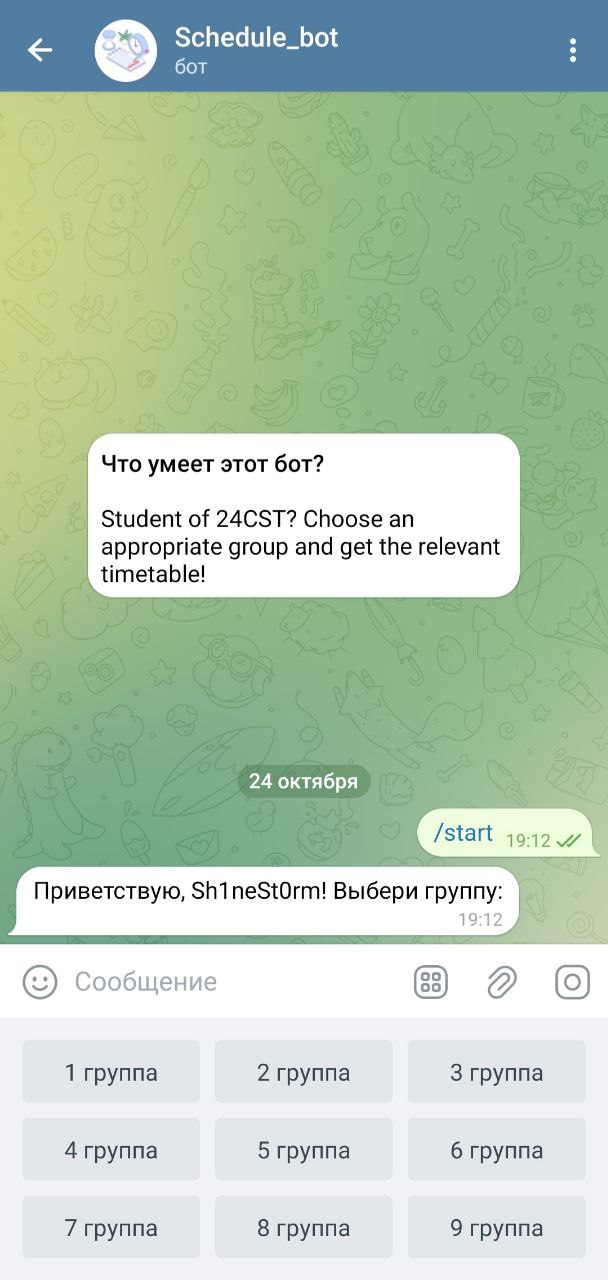 Schedule_bot
бот
Что умеет этот бот?
Student of 24CST? Choose an
appropriate group and get the relevant
timetable!
24 октября
/start 19:12
Приветствую, Sh1neSt0rm! Выбери группу:
19:12
Сообщение
1 группа 2 группа 3 группа
4 группа 5 группа 6 группа
7 группа 8 группа 9 группа